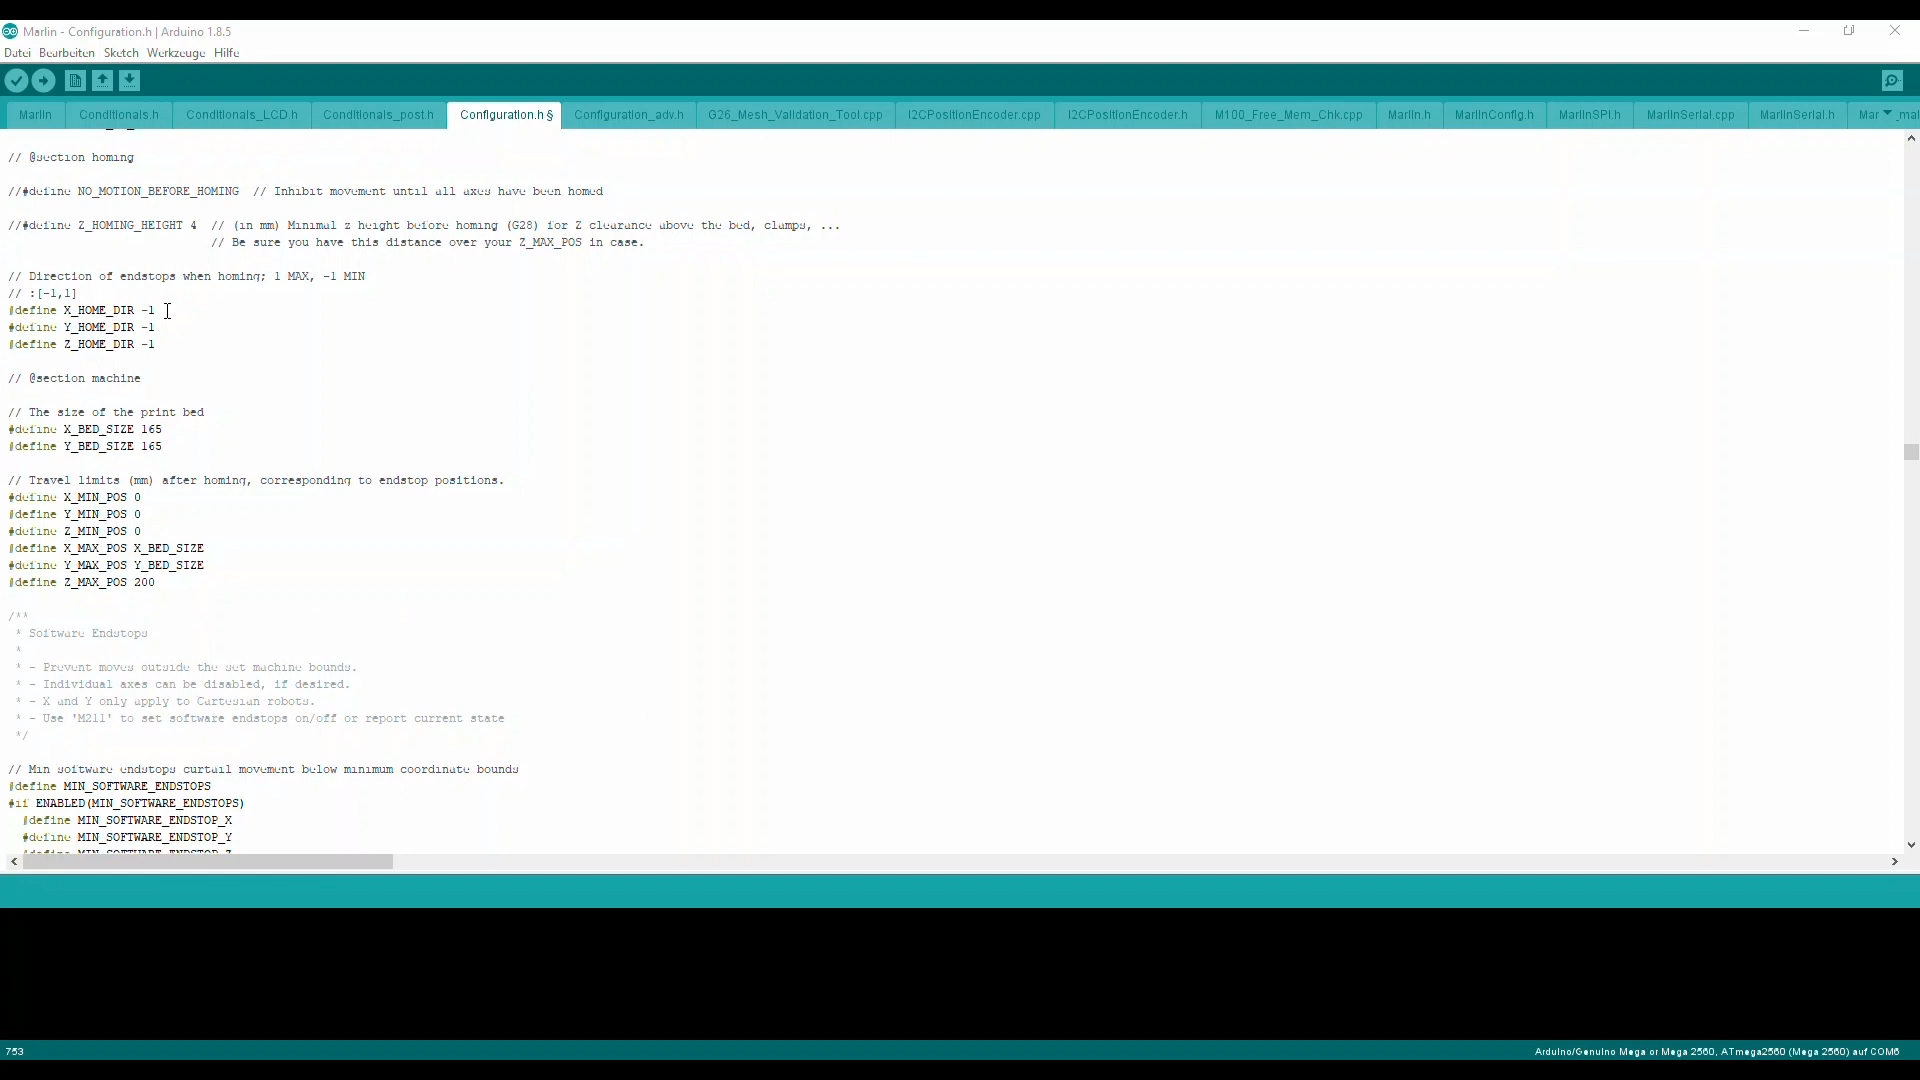 Marlin - Configuration.h | Arduino 1.8.5
Datei Bearbeiten Sketch Werkzeuge Hilfe
Marlin Conditionals.h Conditionals_LCD.h Conditionals_post.h Configuration.h § Configuration_adv.h G26_Mesh_Validation_Tool.cpp I2CPositionEncoder.cpp I2CPositionEncoder.h M100_Free_Mem_Chk.cpp Marlin.h MarlinConfig.h MarlinSPI.h MarlinSerial.cpp MarlinSerial.h Mar _mai
// @section homing
//#define NO_MOTION_BEFORE_HOMING  // Inhibit movement until all axes have been homed
//#define Z_HOMING_HEIGHT 4  // (in mm) Minimal z height before homing (G28) for Z clearance above the bed, clamps, ...
// Be sure you have this distance over your Z_MAX_POS in case.
// Direction of endstops when homing; 1 MAX, -1 MIN
// :[-1,1]
#define X_HOME_DIR -1
#define Y_HOME_DIR -1
#define Z_HOME_DIR -1
// @section machine
// The size of the print bed
#define X_BED_SIZE 165
#define Y_BED_SIZE 165
// Travel limits (mm) after homing, corresponding to endstop positions.
#define X_MIN_POS 0
#define Y_MIN_POS 0
#define Z_MIN_POS 0
#define X_MAX_POS X_BED_SIZE
#define Y_MAX_POS Y_BED_SIZE
#define Z_MAX_POS 200
/**
* Software Endstops
*
* - Prevent moves outside the set machine bounds.
* - Individual axes can be disabled, if desired.
* - X and Y only apply to Cartesian robots.
* - Use 'M211' to set software endstops on/off or report current state
*/
// Min software endstops curtail movement below minimum coordinate bounds
#define MIN_SOFTWARE_ENDSTOPS
#if ENABLED(MIN_SOFTWARE_ENDSTOPS)
#define MIN_SOFTWARE_ENDSTOP_X
#define MIN_SOFTWARE_ENDSTOP_Y
#define MIN_SOFTWARE_ENDSTOP_Z
753
Arduino/Genuino Mega or Mega 2560, ATmega2560 (Mega 2560) auf COM6